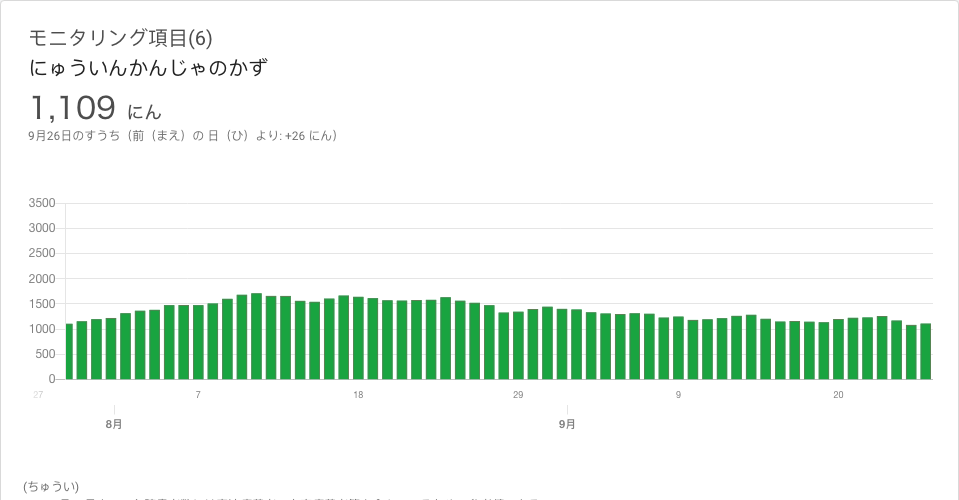 モニタリング項目(6)
にゅういんかんじゃのかず
1,109 にん
9月26日のすうち（前（まえ）の 日（ひ）より: +26 にん）
3500
3000
2500
2000
1500
1000
500
0
27 7 18 29 9 20
8月 9月
(ちゅうい)